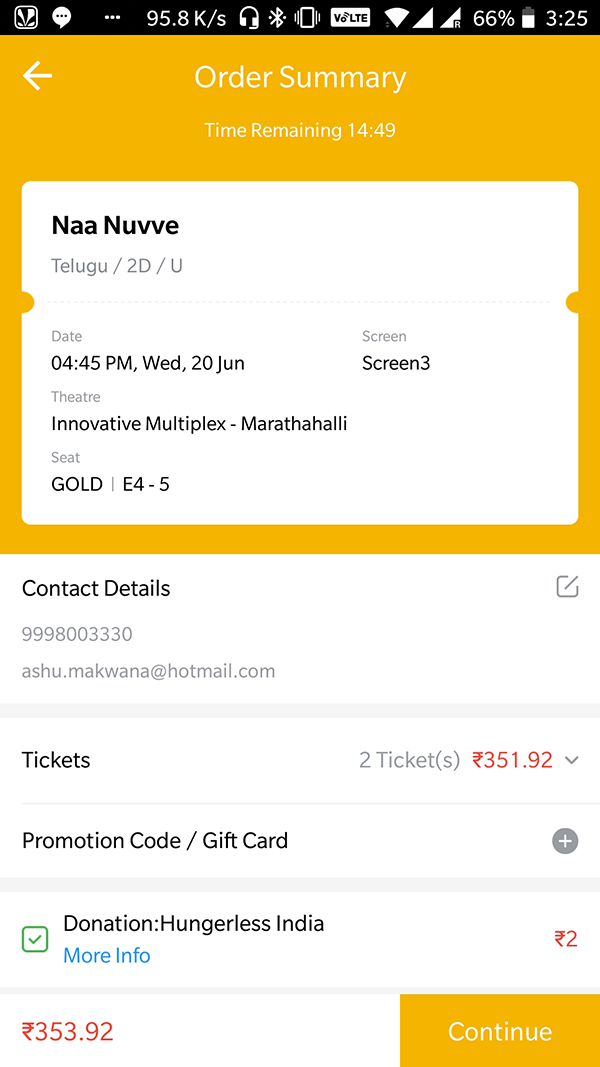 95.8 K/s VoLTE R 66% 3:25
Order Summary
Time Remaining 14:49
Naa Nuvve
Telugu / 2D / U
Date Screen
04:45 PM, Wed, 20 Jun Screen3
Theatre
Innovative Multiplex - Marathahalli
Seat
GOLD | E4 - 5
Contact Details
9998003330
ashu.makwana@hotmail.com
Tickets 2 Ticket(s) ₹351.92
Promotion Code / Gift Card
Donation:Hungerless India
₹2
More Info
₹353.92 Continue